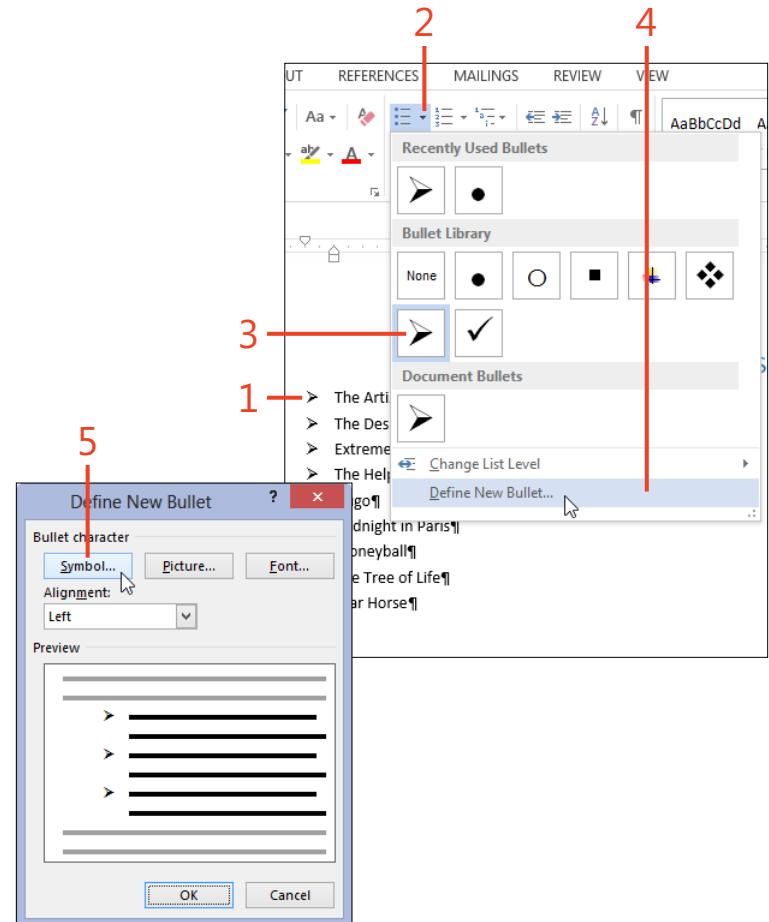 2
4
UT REFERENCES MAILINGS REVIEW VIEW
Aa AaBbCcDd A
ab A
Recently Used Bullets
Bullet Library
None
3
1
Document Bullets
The Arti
The Des
Extreme
The Help
Change List Level
Define New Bullet...
5
Define New Bullet ?
ugo¶
dnight in Paris¶
oneyball¶
e Tree of Life¶
ar Horse¶
Bullet character
Symbol... Picture... Font...
Alignment:
Left
Preview
OK Cancel